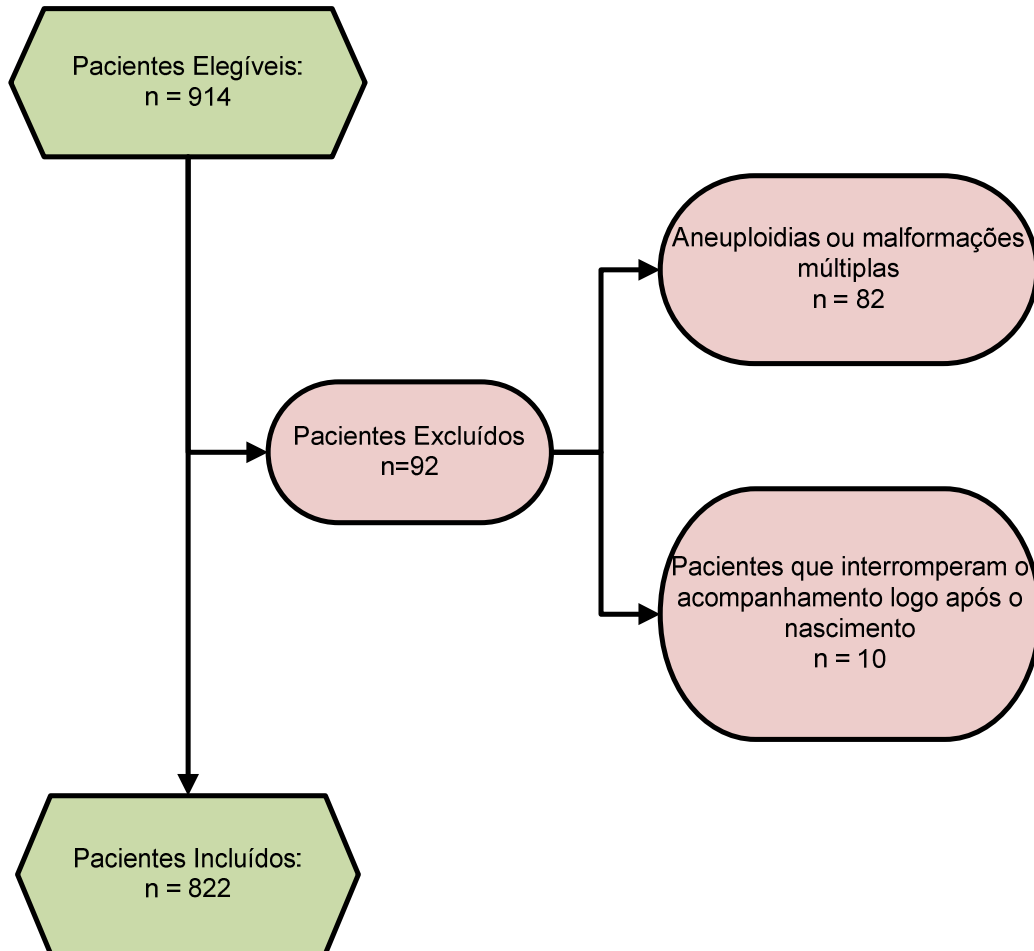 Pacientes Elegíveis:
n = 914
Aneuploidias ou malformações
múltiplas
n = 82
Pacientes Excluídos
n=92
Pacientes que interromperam o
acompanhamento logo após o
nascimento
n = 10
Pacientes Incluídos:
n = 822